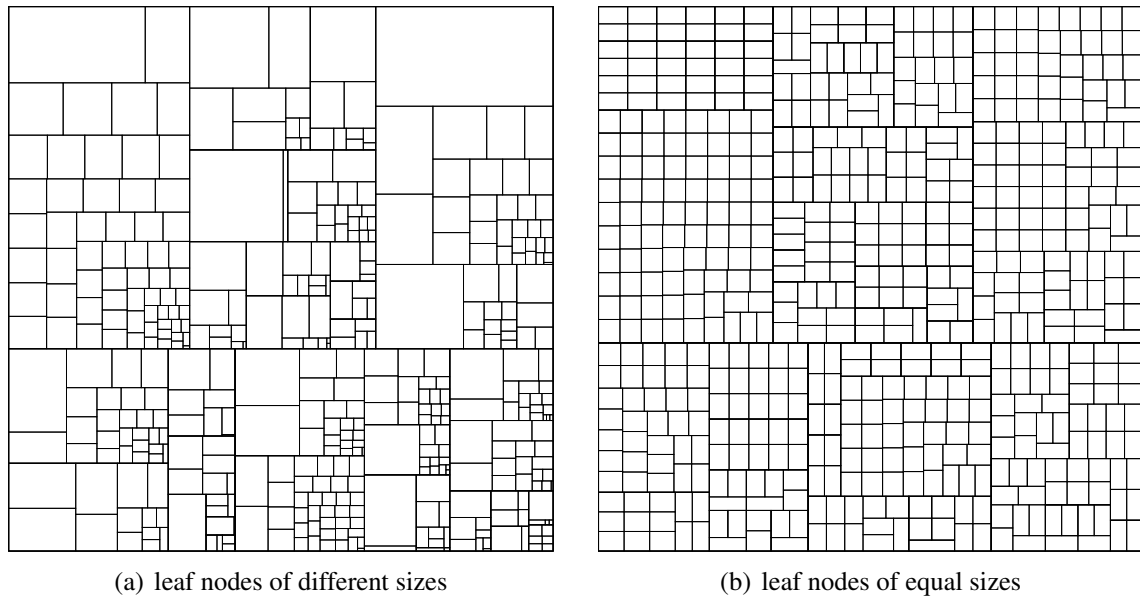 (a) leaf nodes of different sizes
(b) leaf nodes of equal sizes